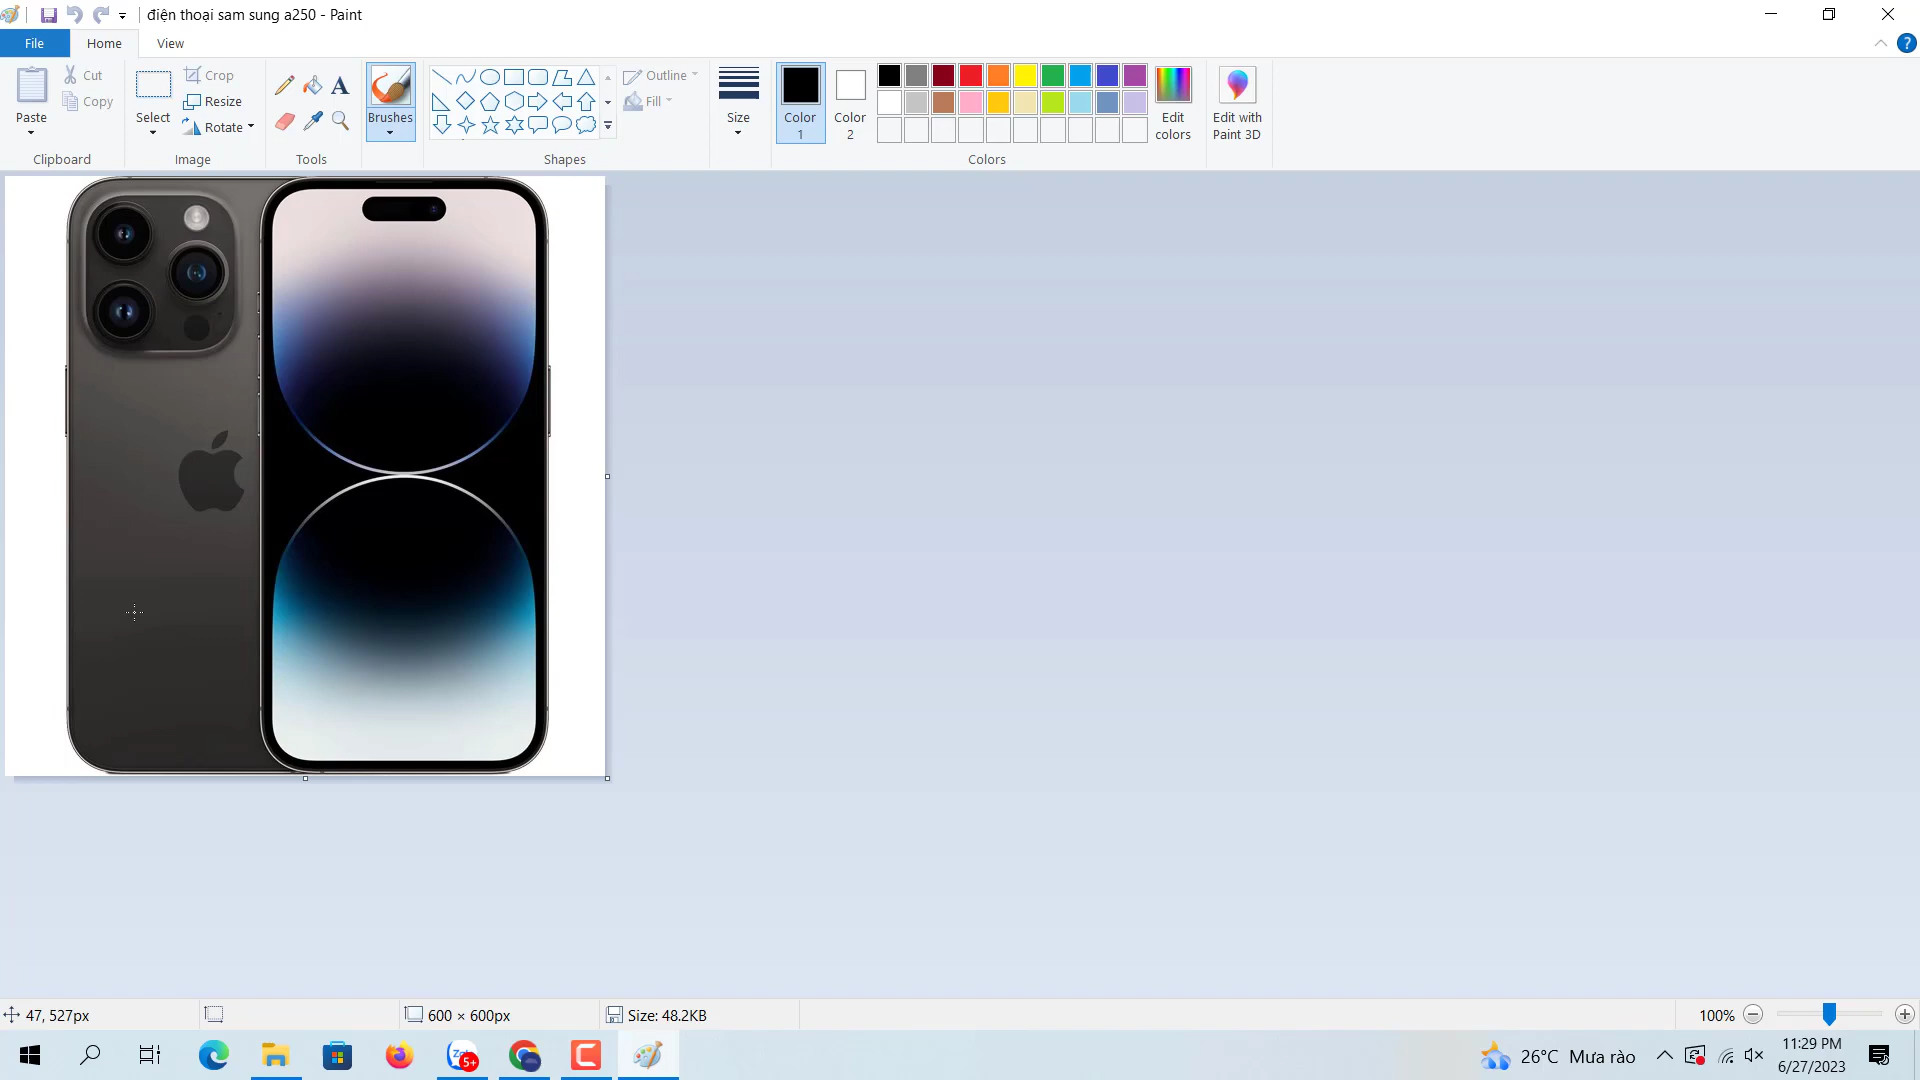 điện thoại sam sung a250 - Paint
File
Home
View
Paste
Cut
Copy
Clipboard
Select
Crop
Resize
Rotate
Image
Tools
Brushes
Shapes
Outline
Fill
Size
Color
1
Color
2
Colors
Edit
colors
Edit with
Paint 3D
47, 527px
600 × 600px
Size: 48.2KB
100%
5+
26°C Mưa rào
11:29 PM
6/27/2023